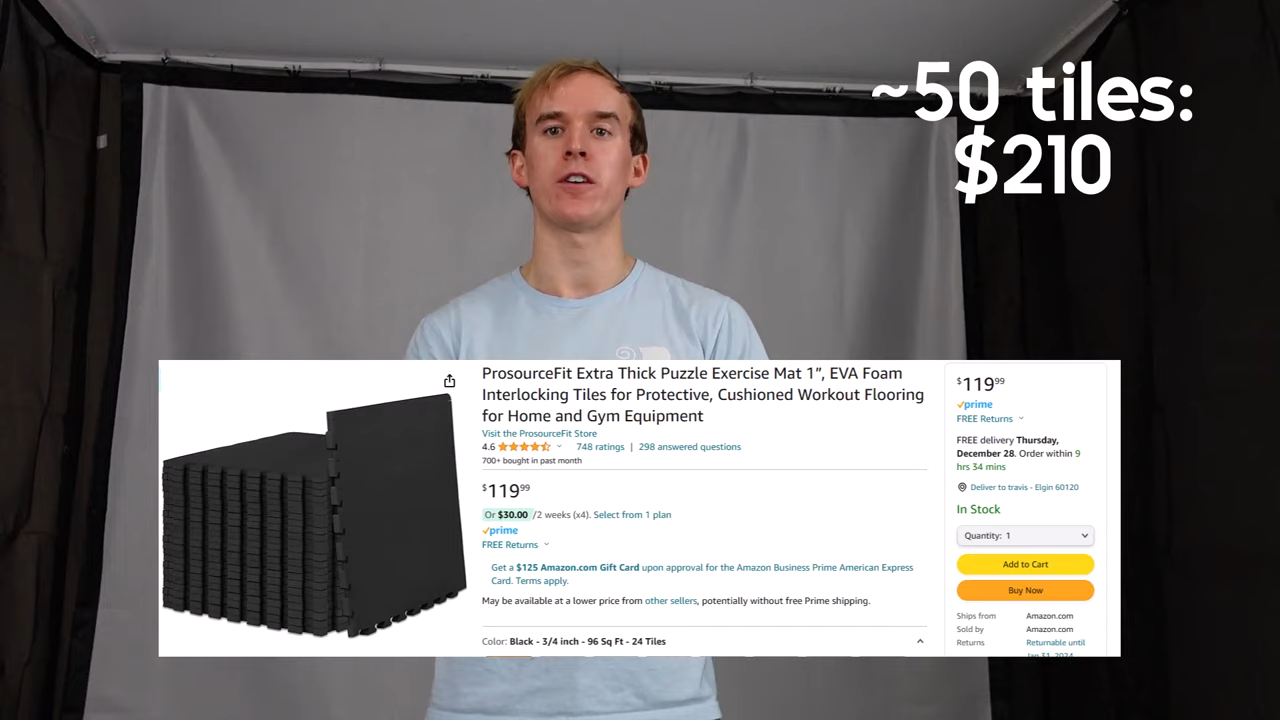 ~50 tiles:
$210
ProsourceFit Extra Thick Puzzle Exercise Mat 1”, EVA Foam
Interlocking Tiles for Protective, Cushioned Workout Flooring
for Home and Gym Equipment
Visit the ProsourceFit Store
4.6 748 ratings | 298 answered questions
700+ bought in past month
$119 99
Or $30.00 /2 weeks (x4). Select from 1 plan
prime
FREE Returns
Get a $125 Amazon.com Gift Card upon approval for the Amazon Business Prime American Express
Card. Terms apply.
May be available at a lower price from other sellers, potentially without free Prime shipping.
Color: Black - 3/4 inch - 96 Sq Ft - 24 Tiles
$119 99
prime
FREE Returns
FREE delivery Thursday,
December 28. Order within 9
hrs 34 mins
Deliver to travis - Elgin 60120
In Stock
Quantity: 1
Add to Cart
Buy Now
Ships from Amazon.com
Sold by Amazon.com
Returns Returnable until
Jan 31, 2024